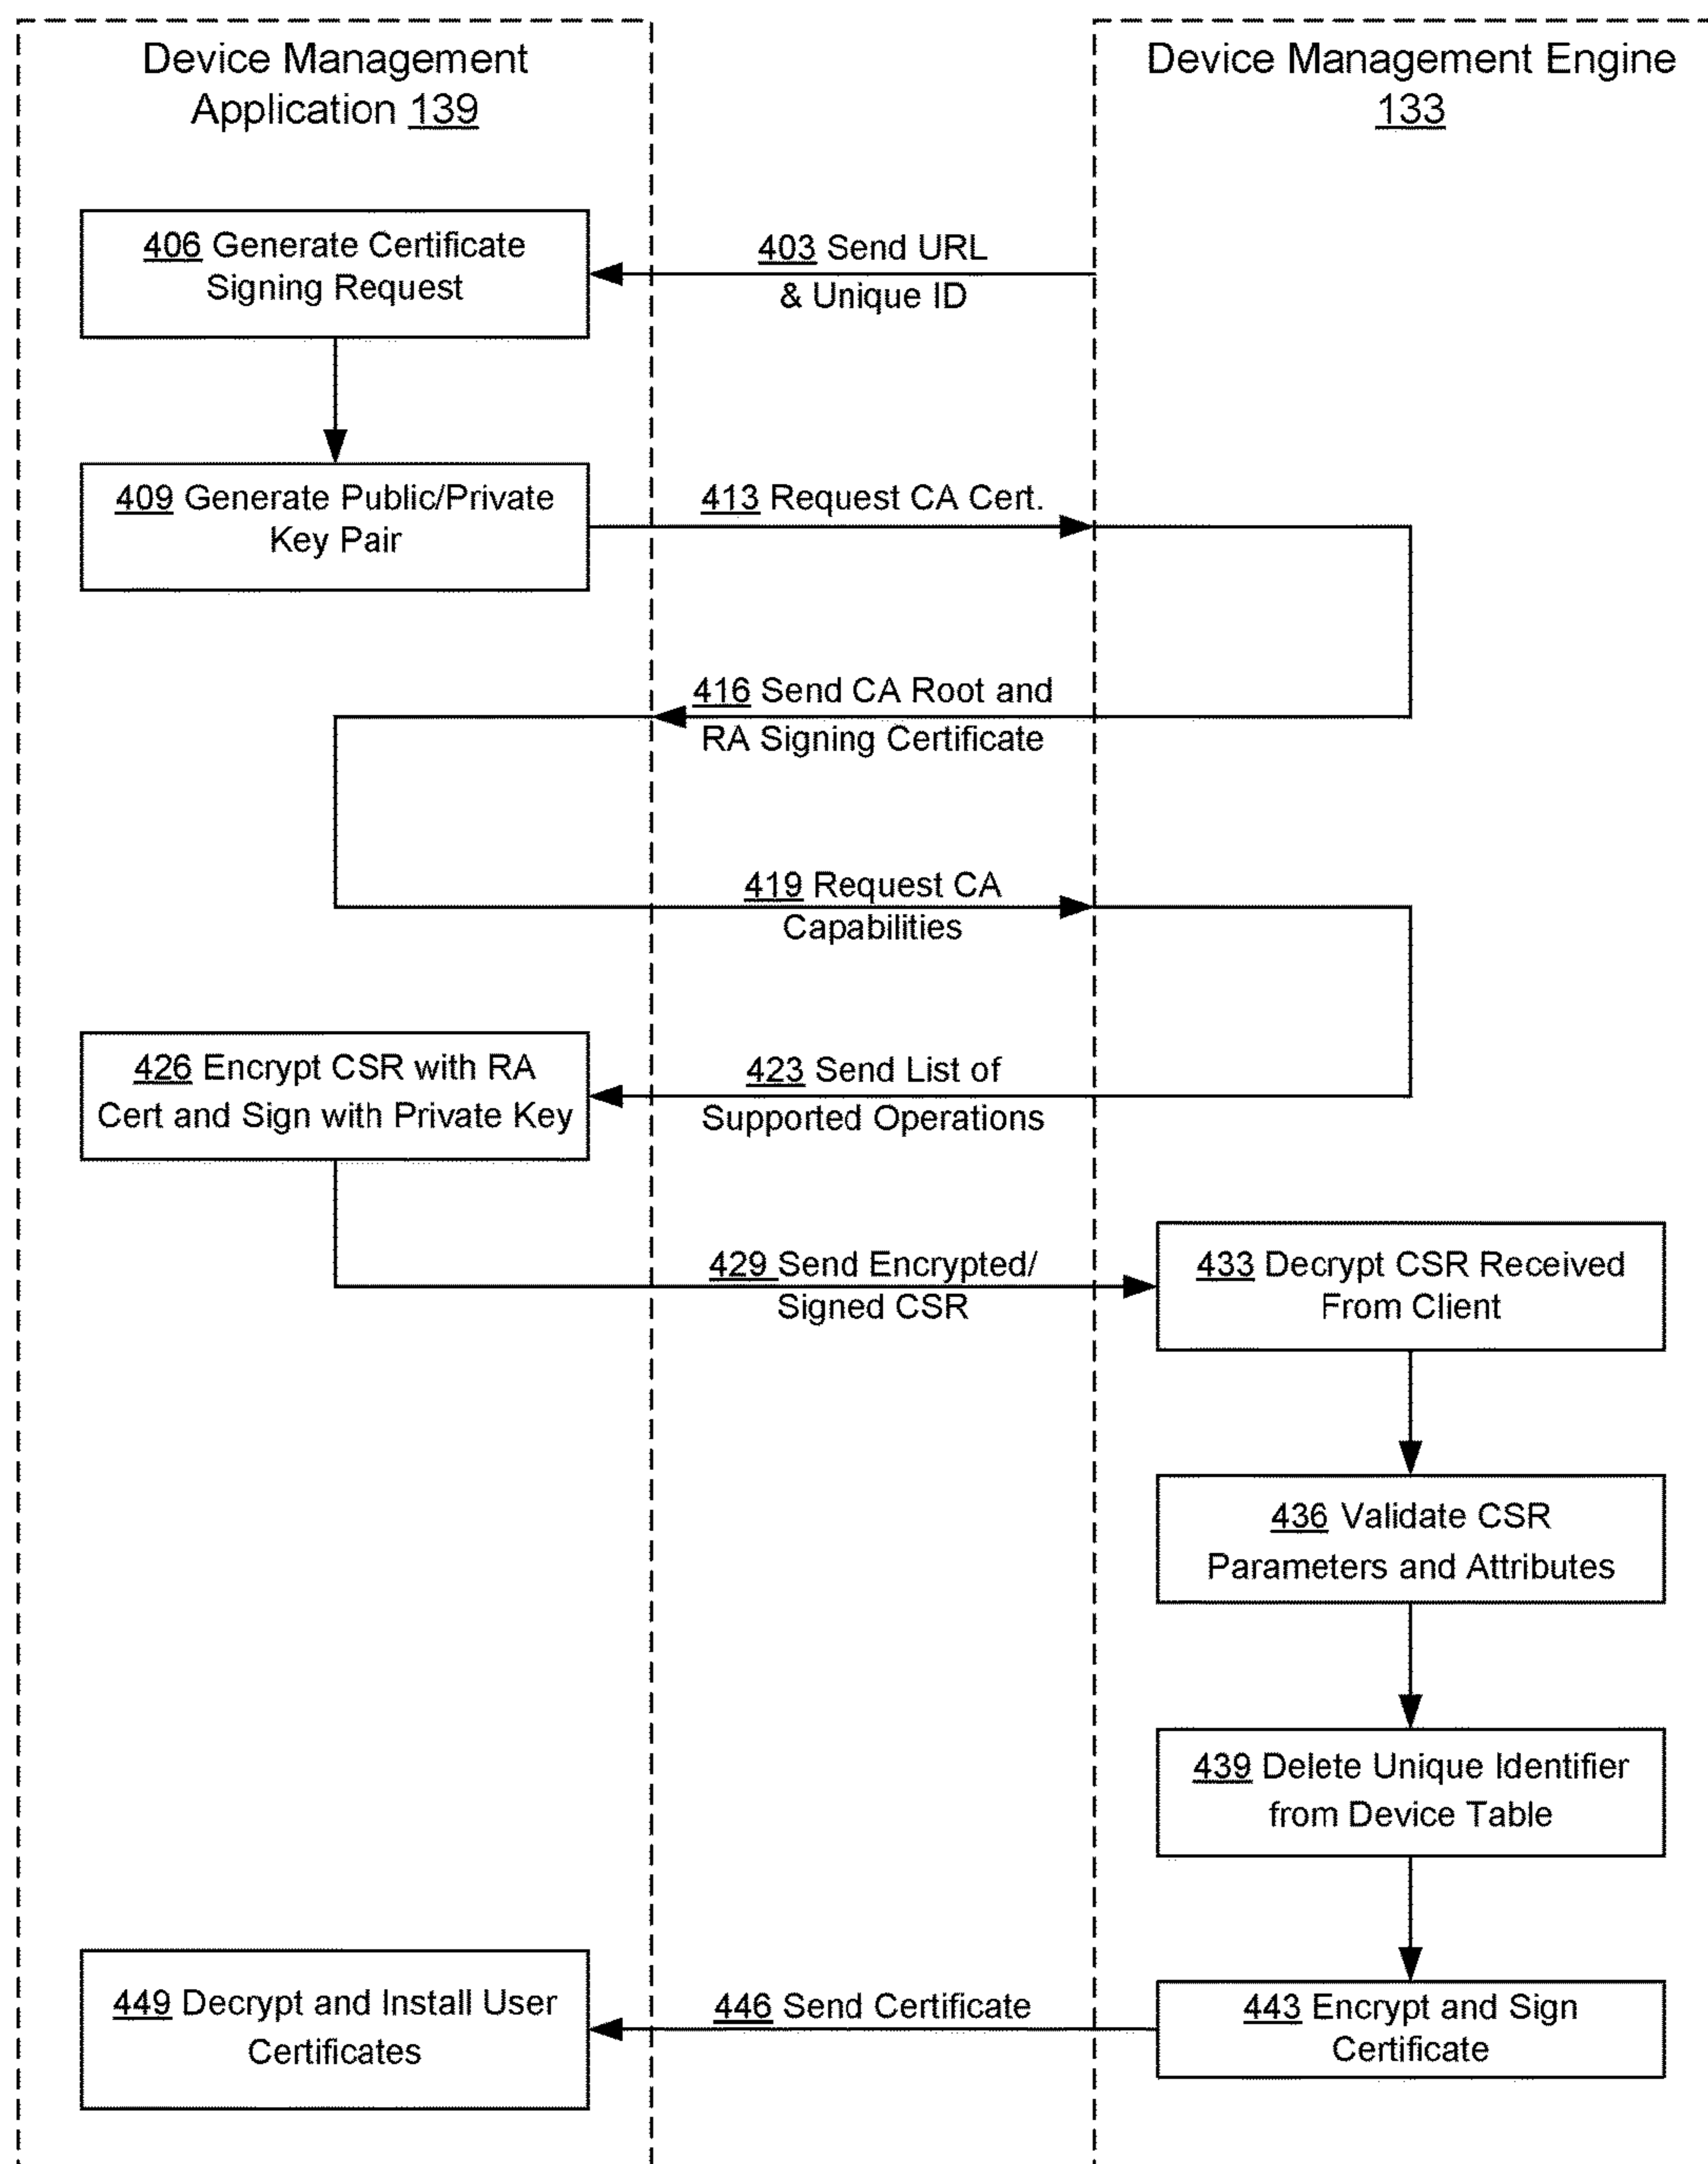 Device Management
Application 139
Device Management Engine
133
406 Generate Certificate
Signing Request
403 Send URL
& Unique ID
409 Generate Public/Private
Key Pair
413 Request CA Cert.
416 Send CA Root and
RA Signing Certificate
419 Request CA
Capabilities
426 Encrypt CSR with RA
Cert and Sign with Private Key
423 Send List of
Supported Operations
429 Send Encrypted/
Signed CSR
433 Decrypt CSR Received
From Client
436 Validate CSR
Parameters and Attributes
439 Delete Unique Identifier
from Device Table
449 Decrypt and Install User
Certificates
446 Send Certificate
443 Encrypt and Sign
Certificate